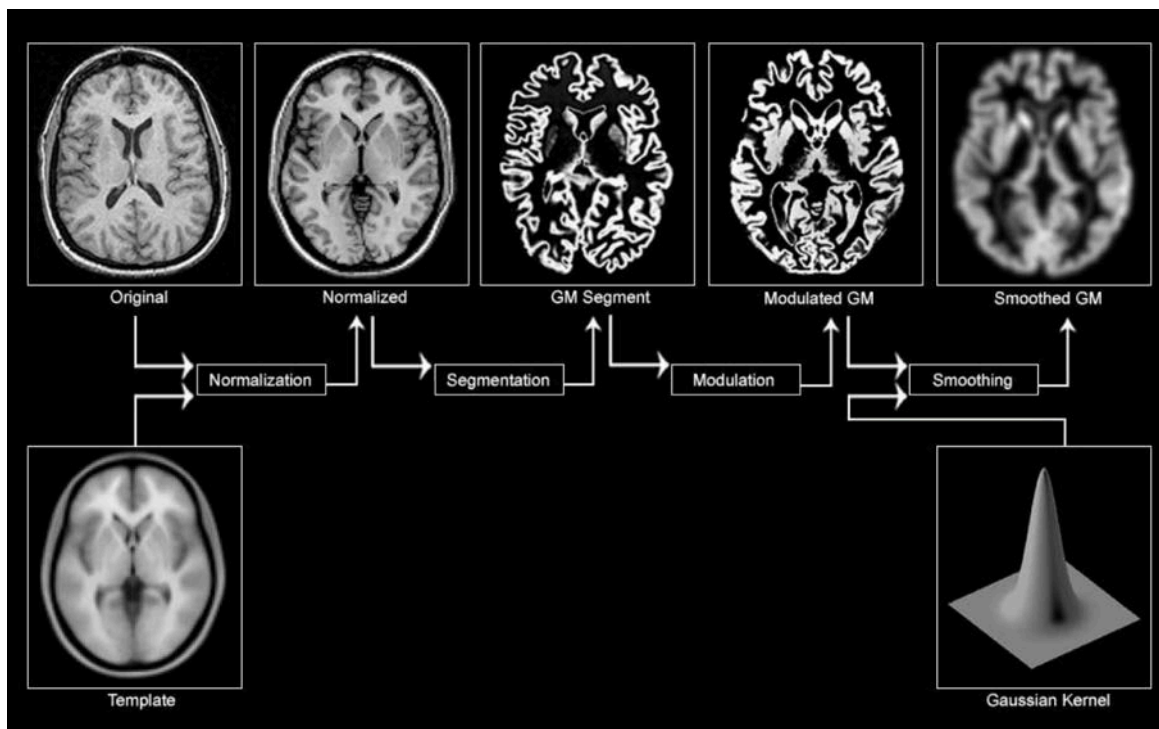 Original
Normalized
GM Segment
Modulated GM
Smoothed GM
Normalization
Segmentation
Modulation
Smoothing
Template
Gaussian Kernel